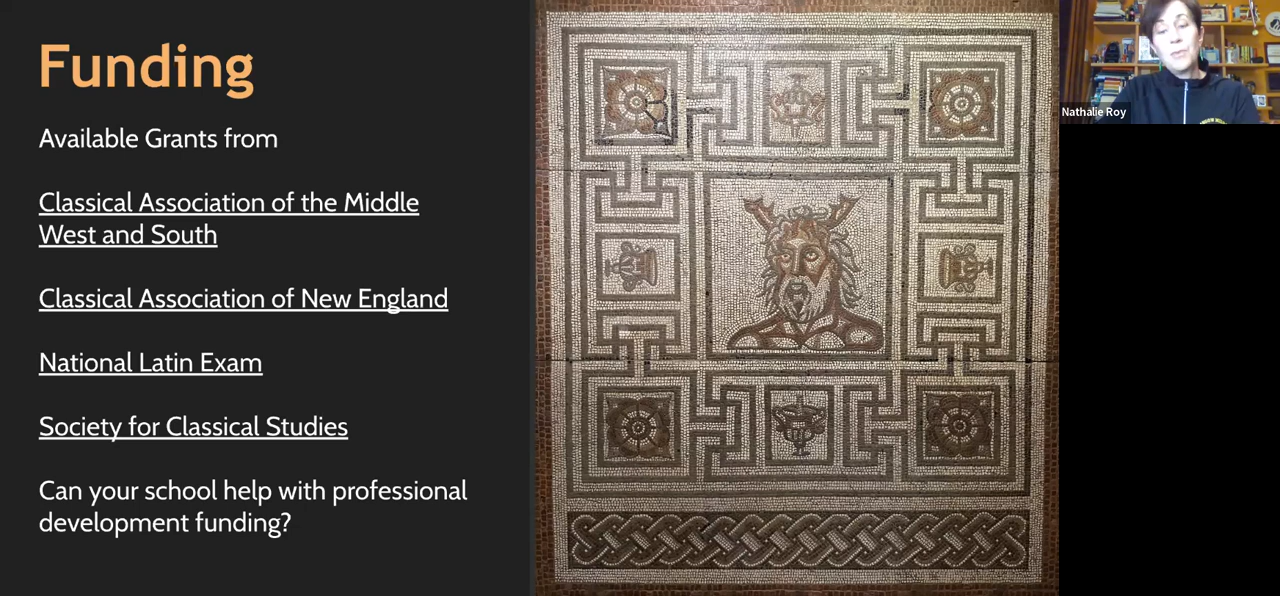 Funding
Available Grants from
Classical Association of the Middle
West and South
Classical Association of New England
National Latin Exam
Society for Classical Studies
Can your school help with professional
development funding?
Nathalie Roy